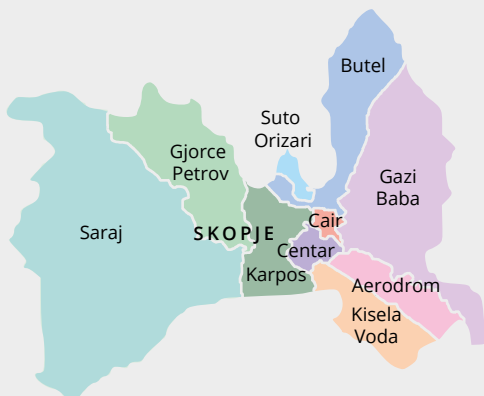 Butel
Suto
Orizari
Gjorce
Petrov
Gazi
Baba
Cair
Saraj
SKOPJE
Centar
Karpos
Aerodrom
Kisela
Voda